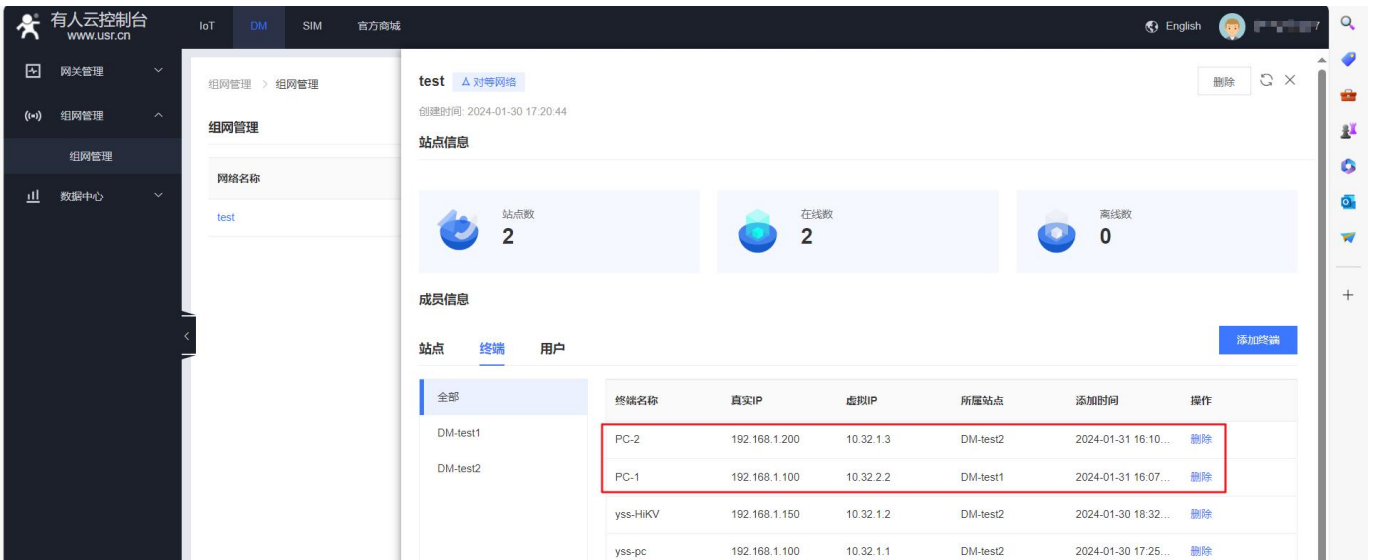 有人云控制台
www.usr.cn
IoT DM SIM 官方商城
English
网关管理
组网管理
组网管理
数据中心
组网管理 > 组网管理
组网管理
网络名称
test
test 对等网络
删除
创建时间: 2024-01-30 17:20:44
站点信息
站点数
2
在线数
2
离线数
0
成员信息
站点 终端 用户
添加终端
全部
DM-test1
DM-test2
终端名称 真实IP 虚拟IP 所属站点 添加时间 操作
PC-2 192.168.1.200 10.32.1.3 DM-test2 2024-01-31 16:10... 删除
PC-1 192.168.1.100 10.32.2.2 DM-test1 2024-01-31 16:07... 删除
yss-HiKV 192.168.1.150 10.32.1.2 DM-test2 2024-01-30 18:32... 删除
yss-pc 192.168.1.100 10.32.1.1 DM-test2 2024-01-30 17:25... 删除